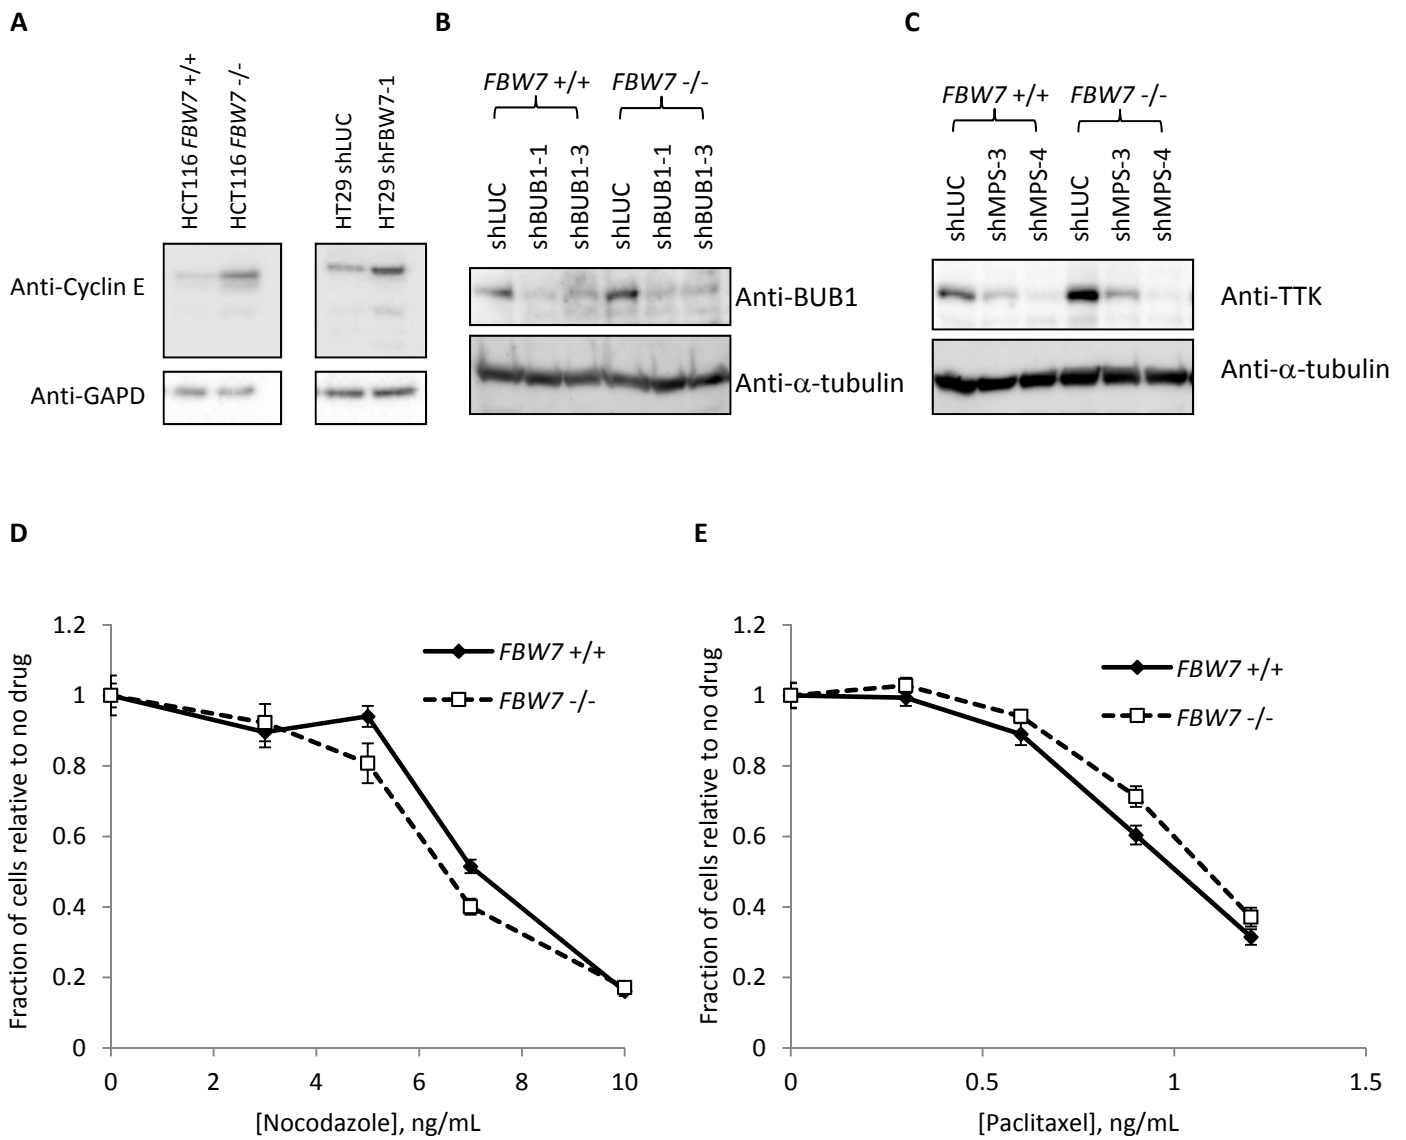 A
B
C
HCT116 FBW7 +/+
HCT116 FBW7 -/-
HT29 shLUC
HT29 shFBW7-1
Anti-Cyclin E
Anti-GAPD
FBW7 +/+ FBW7 -/-
shLUC
shBUB1-1
shBUB1-3
shLUC
shBUB1-1
shBUB1-3
Anti-BUB1
Anti-α-tubulin
FBW7 +/+ FBW7 -/-
shLUC
shMPS-3
shMPS-4
shLUC
shMPS-3
shMPS-4
Anti-TTK
Anti-α-tubulin
D
Fraction of cells relative to no drug
1.2
1
0.8
0.6
0.4
0.2
0
FBW7 +/+
FBW7 -/-
0 2 4 6 8 10
[Nocodazole], ng/mL
E
Fraction of cells relative to no drug
1.2
1
0.8
0.6
0.4
0.2
0
FBW7 +/+
FBW7 -/-
0 0.5 1 1.5
[Paclitaxel], ng/mL